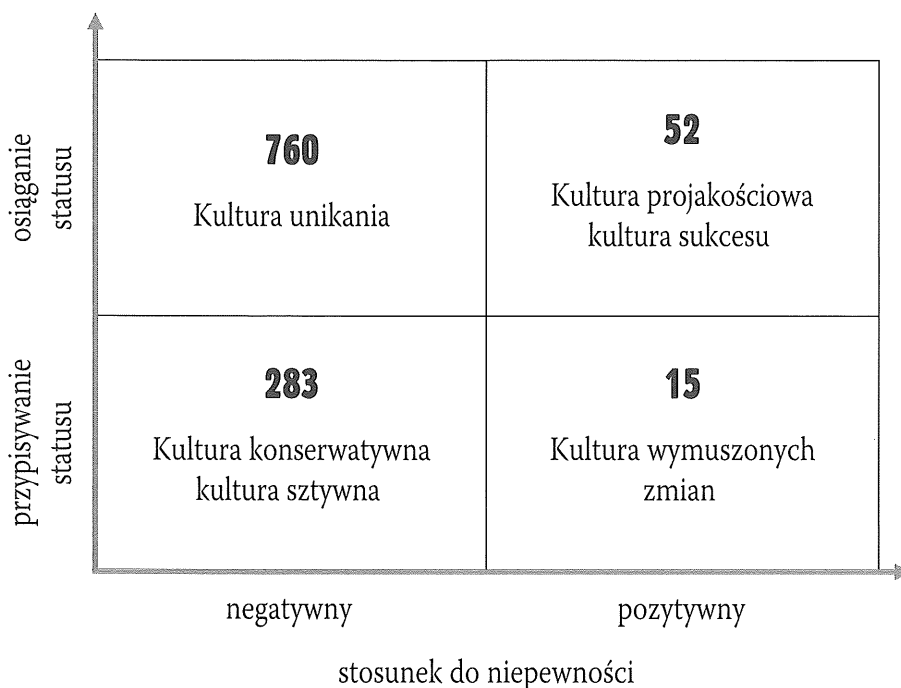 osiąganie
statusu
760
Kultura unikania
52
Kultura projakościowa
kultura sukcesu
przypisywanie
statusu
283
Kultura konserwatywna
kultura sztywna
15
Kultura wymuszonych
zmian
negatywny
pozytywny
stosunek do niepewności